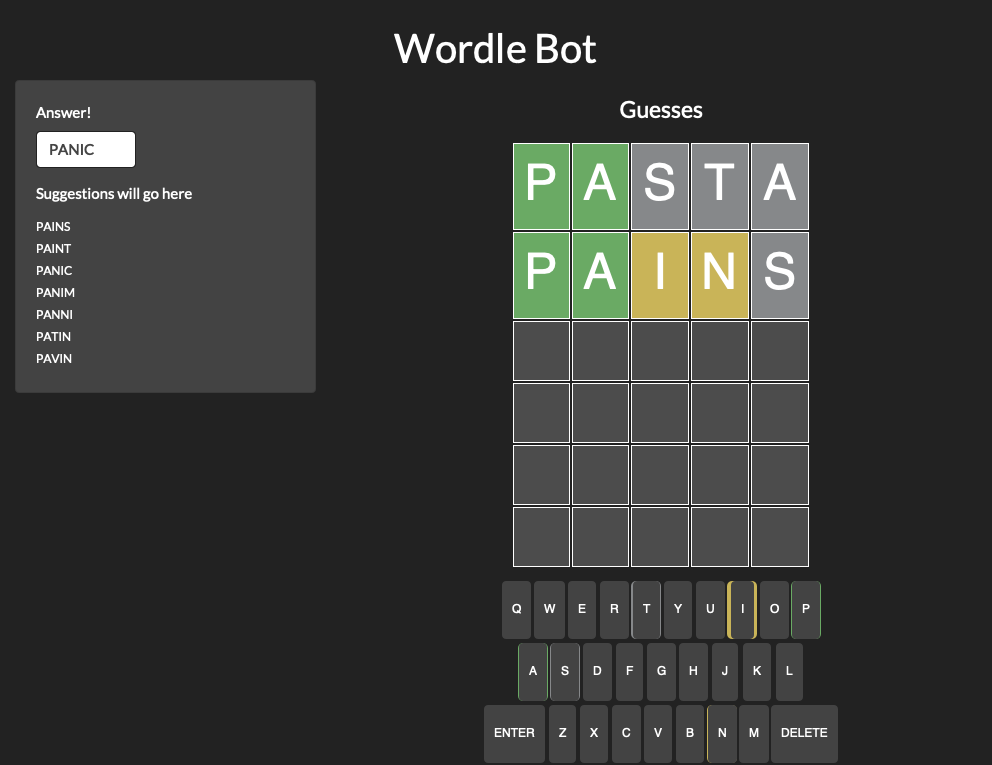 Wordle Bot
Answer!
PANIC
Suggestions will go here
PAINS
PAINT
PANIC
PANIM
PANNI
PATIN
PAVIN
Guesses
P A S T A
P A I N S
Q W E R T Y U I O P
A S D F G H J K L
ENTER Z X C V B N M DELETE